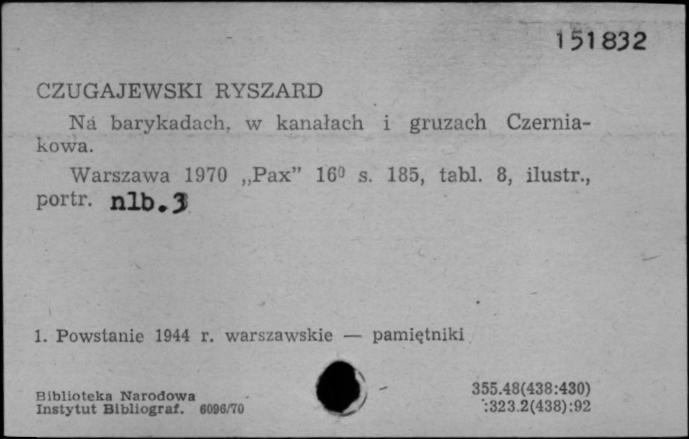 151832
CZUGAJEWSKI RYSZARD
Na barykadach, w kanałach i gruzach Czernia-
kowa.
Warszawa 1970 „Pax” 16⁰ s. 185, tabl. 8, ilustr.,
portr. nlb.3
1. Powstanie 1944 r. warszawskie — pamiętniki
Biblioteka Narodowa
Instytut Bibliograf. 6096/70
355.48(438:430)
:323.2(438):92